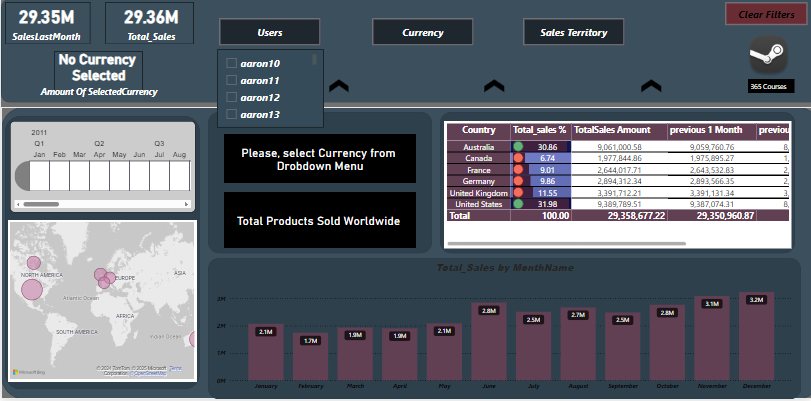 29.35M
SalesLastMonth
29.36M
Total_Sales
No Currency
Selected
Amount Of SelectedCurrency
Users
Currency
Sales Territory
Clear Filters
aaron10
aaron11
aaron12
aaron13
365 Courses
2011
Q1 Q2 Q3
Jan Feb Mar Apr May Jun Jul Aug
Please, select Currency from
Drobdown Menu
Total Products Sold Worldwide
Country Total_sales % TotalSales Amount previous 1 Month previou
Australia 30.86 9,061,000.58 9,059,760.76 8,
Canada 6.74 1,977,844.86 1,975,895.27 1,
France 9.01 2,644,017.71 2,643,532.83 2,
Germany 9.86 2,894,312.34 2,893,566.35 2,
United Kingdom 11.55 3,391,712.21 3,391,131.34 3,
United States 31.98 9,389,789.51 9,387,074.31 8,
Total 100.00 29,358,677.22 29,350,960.87
NORTH AMERICA
EUROPE
ASIA
Atlantic Ocean
AFRICA
SOUTH AMERICA
Indian Ocean
Microsoft Bing
© 2024 TomTom, © 2025 Microsoft Terms
Corporation, © OpenStreetMap
Total_Sales by MonthName
3M
2M
1M
0M
2.1M 1.7M 1.9M 1.9M 2.1M 2.8M 2.5M 2.7M 2.5M 2.8M 3.1M 3.2M
January February March April May June July August September October November December